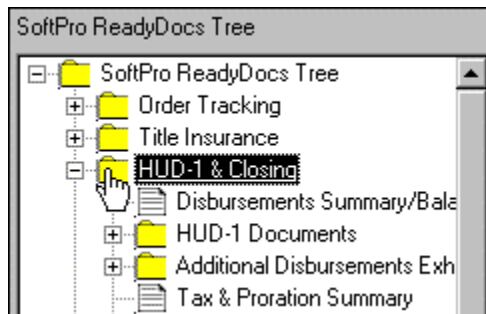 SoftPro ReadyDocs Tree
SoftPro ReadyDocs Tree
Order Tracking
Title Insurance
HUD-1 & Closing
Disbursements Summary/Bala
HUD-1 Documents
Additional Disbursements Exh
Tax & Proration Summary